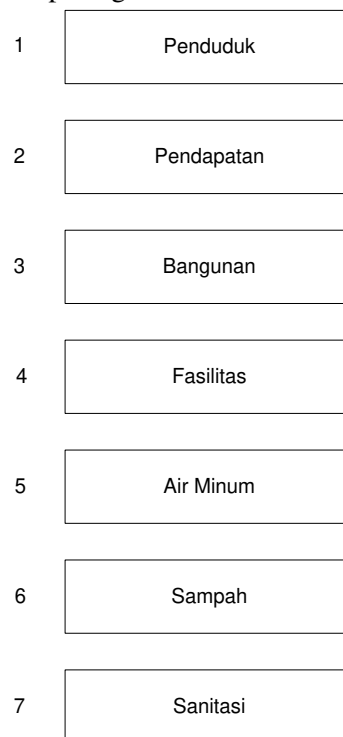 1 Penduduk
2 Pendapatan
3 Bangunan
4 Fasilitas
5 Air Minum
6 Sampah
7 Sanitasi